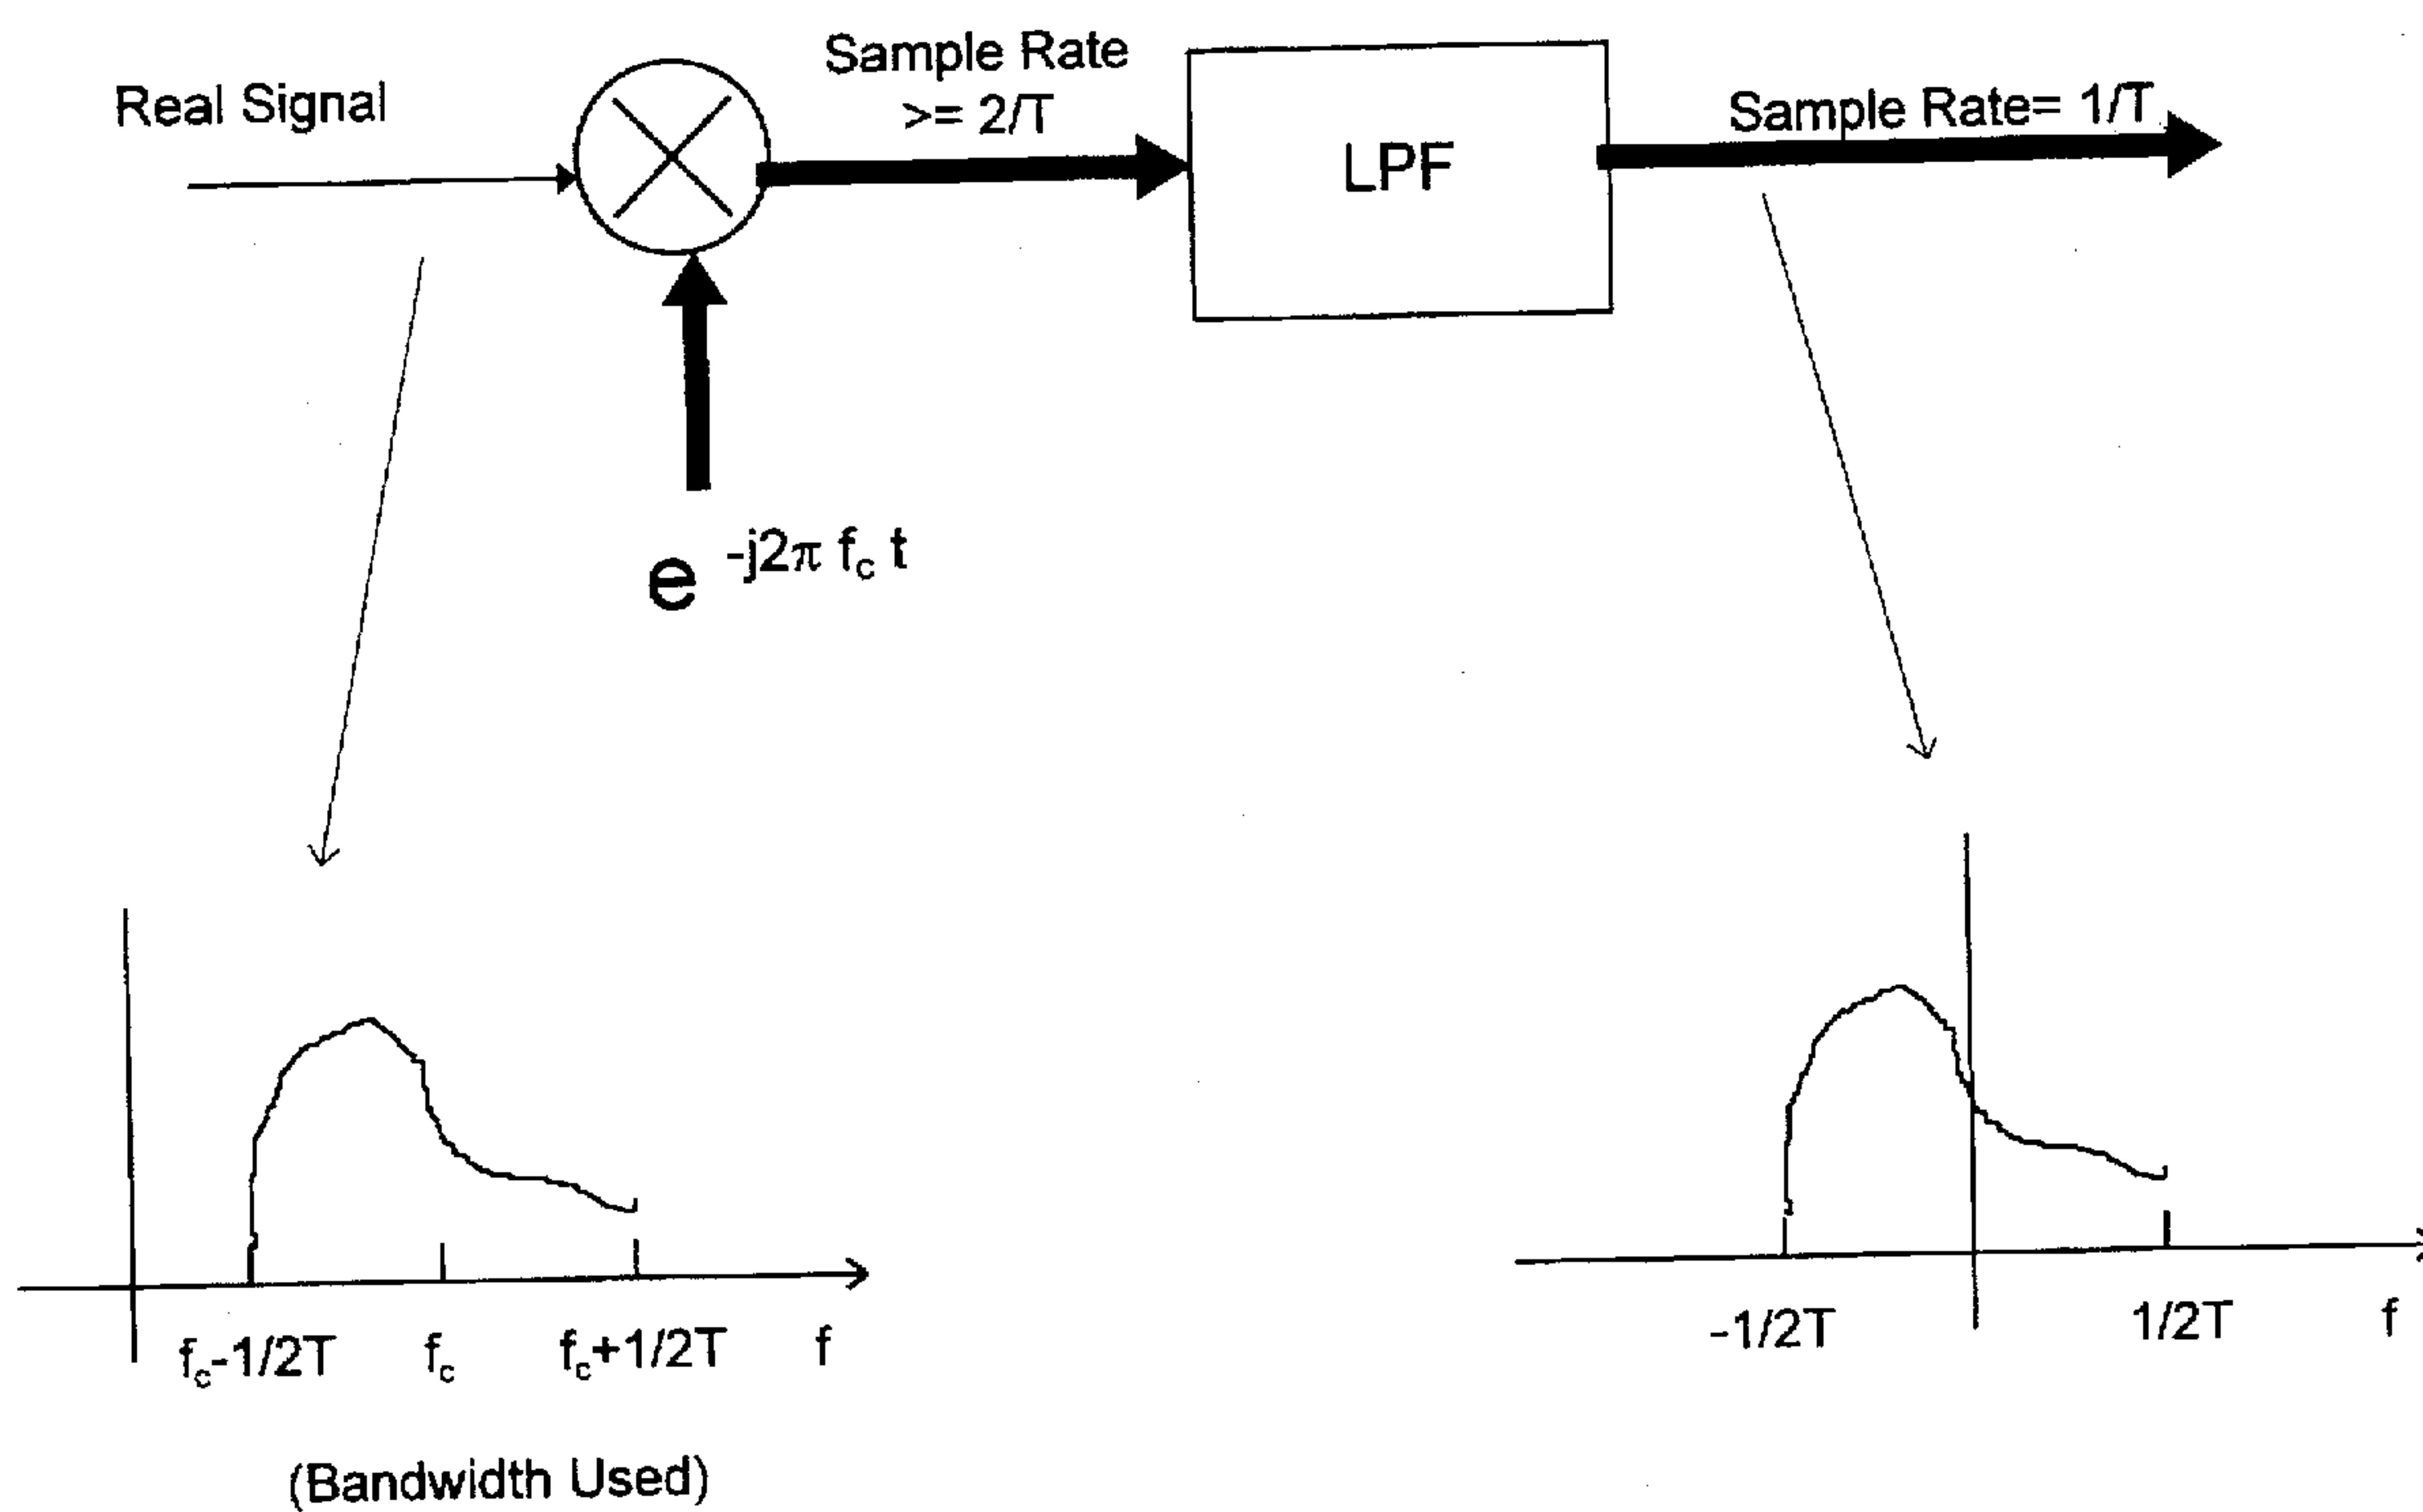 Real Signal
Sample Rate
>= 2/T
LPF
Sample Rate= 1/T
e -j2π fc t
fc-1/2T
fc
fc+1/2T
f
(Bandwidth Used)
-1/2T
1/2T
f